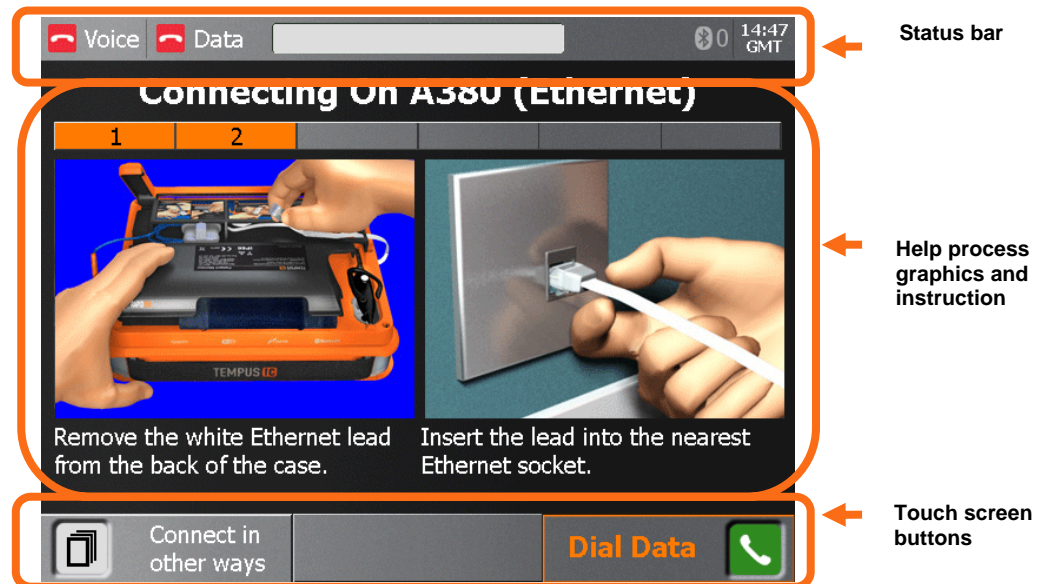 Voice Data 0 14:47
GMT
Status bar
Connecting On A380 (Ethernet)
1 2
TEMPUS IC
Help process
graphics and
instruction
Remove the white Ethernet lead
from the back of the case.
Insert the lead into the nearest
Ethernet socket.
Connect in
other ways
Dial Data
Touch screen
buttons